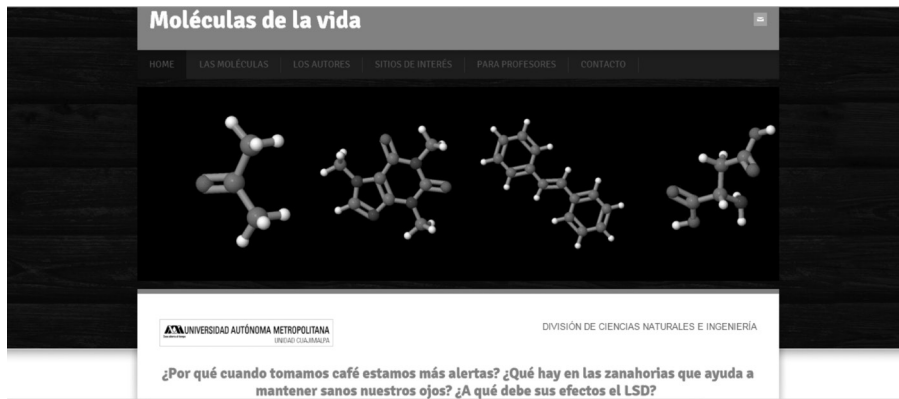 Moléculas de la vida
HOME LAS MOLÉCULAS LOS AUTORES SITIOS DE INTERÉS PARA PROFESORES CONTACTO
UNIVERSIDAD AUTÓNOMA METROPOLITANA
UNIDAD CUAJIMALPA
DIVISIÓN DE CIENCIAS NATURALES E INGENIERÍA
¿Por qué cuando tomamos café estamos más alertas? ¿Qué hay en las zanahorias que ayuda a
mantener sanos nuestros ojos? ¿A qué debe sus efectos el LSD?